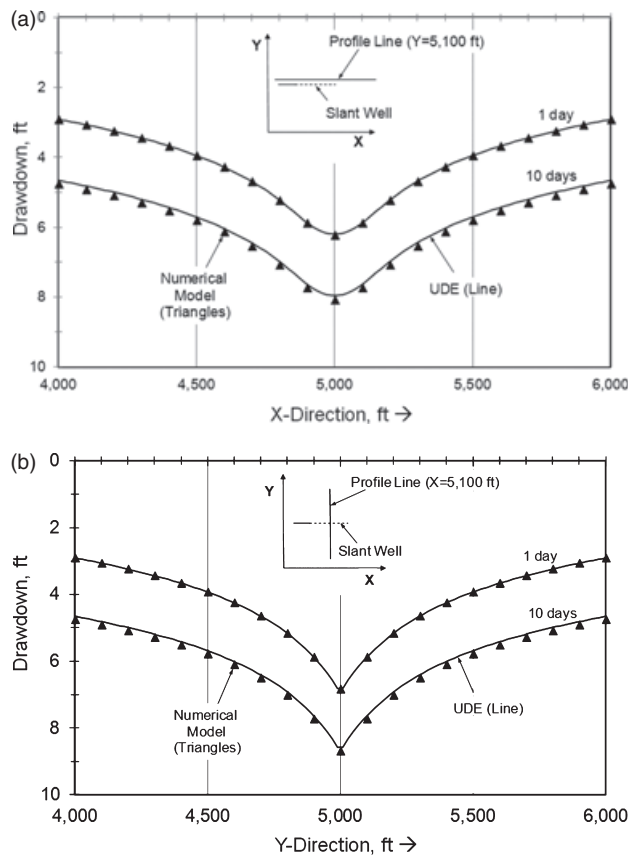 (a)
0
2
4
6
8
10
Drawdown, ft
Y
Profile Line (Y=5,100 ft)
Slant Well
X
1 day
10 days
Numerical
Model
(Triangles)
UDE (Line)
4,000
4,500
5,000
5,500
6,000
X-Direction, ft →
(b)
0
2
4
6
8
10
Drawdown, ft
Y
Profile Line (X=5,100 ft)
Slant Well
X
1 day
10 days
Numerical
Model
(Triangles)
UDE (Line)
4,000
4,500
5,000
5,500
6,000
Y-Direction, ft →